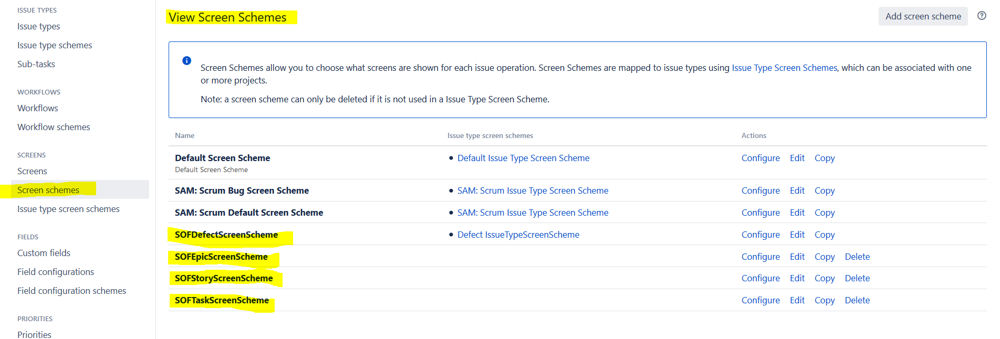 ISSUE TYPES
Issue types
Issue type schemes
Sub-tasks
WORKFLOWS
Workflows
Workflow schemes
SCREENS
Screens
Screen schemes
Issue type screen schemes
FIELDS
Custom fields
Field configurations
Field configuration schemes
PRIORITIES
Priorities
View Screen Schemes
Add screen scheme
Screen Schemes allow you to choose what screens are shown for each issue operation. Screen Schemes are mapped to issue types using Issue Type Screen Schemes, which can be associated with one
or more projects.
Note: a screen scheme can only be deleted if it is not used in a Issue Type Screen Scheme.
Name Issue type screen schemes Actions
Default Screen Scheme • Default Issue Type Screen Scheme Configure Edit Copy
Default Screen Scheme
SAM: Scrum Bug Screen Scheme • SAM: Scrum Issue Type Screen Scheme Configure Edit Copy
SAM: Scrum Default Screen Scheme • SAM: Scrum Issue Type Screen Scheme Configure Edit Copy
SOFDefectScreenScheme • Defect IssueTypeScreenScheme Configure Edit Copy
SOFEpicScreenScheme Configure Edit Copy Delete
SOFStoryScreenScheme Configure Edit Copy Delete
SOFTaskScreenScheme Configure Edit Copy Delete